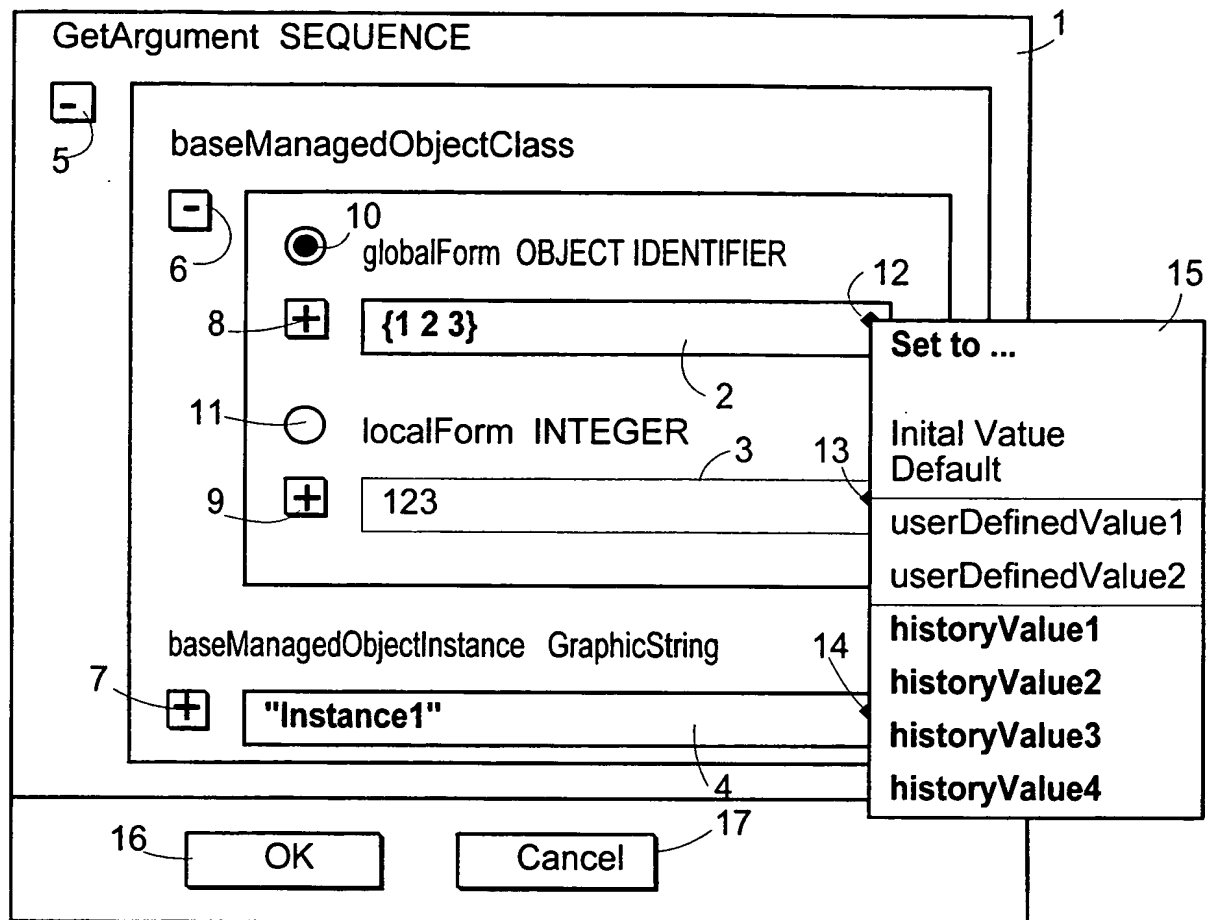 GetArgument SEQUENCE
1
-
5
baseManagedObjectClass
-
6
10
globalForm OBJECT IDENTIFIER
12
15
8
+
{1 2 3}
2
Set to ...
11
localForm INTEGER
3
13
Inital Vatue
Default
9
+
123
userDefinedValue1
userDefinedValue2
baseManagedObjectInstance GraphicString
14
historyValue1
historyValue2
historyValue3
historyValue4
7
+
"Instance1"
4
16
OK
Cancel
17